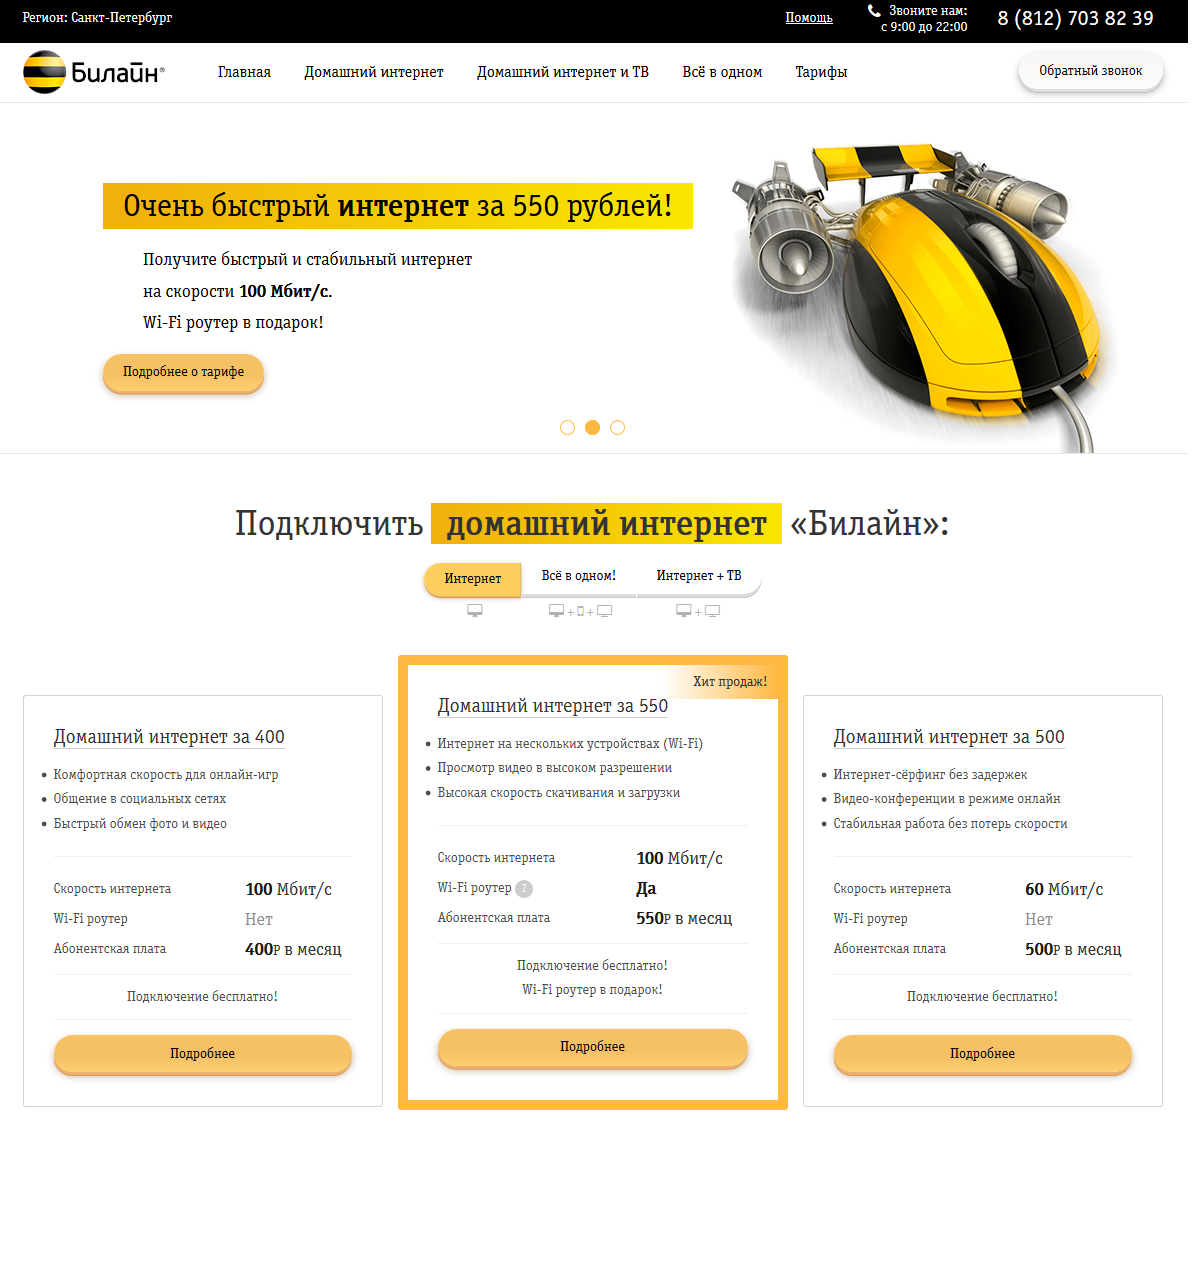 Регион: Санкт-Петербург
Помощь
Звоните нам:
с 9:00 до 22:00
8 (812) 703 82 39
Билайн®
Главная
Домашний интернет
Домашний интернет и ТВ
Всё в одном
Тарифы
Обратный звонок
Очень быстрый интернет за 550 рублей!
Получите быстрый и стабильный интернет
на скорости 100 Мбит/с.
Wi-Fi роутер в подарок!
Подробнее о тарифе
Подключить домашний интернет «Билайн»:
Интернет
Всё в одном!
Интернет + ТВ
+ +
+
Домашний интернет за 400
Комфортная скорость для онлайн-игр
Общение в социальных сетях
Быстрый обмен фото и видео
Скорость интернета 100 Мбит/с
Wi-Fi роутер Нет
Абонентская плата 400Р в месяц
Подключение бесплатно!
Подробнее
Хит продаж!
Домашний интернет за 550
Интернет на нескольких устройствах (Wi-Fi)
Просмотр видео в высоком разрешении
Высокая скорость скачивания и загрузки
Скорость интернета 100 Мбит/с
Wi-Fi роутер ? Да
Абонентская плата 550Р в месяц
Подключение бесплатно!
Wi-Fi роутер в подарок!
Подробнее
Домашний интернет за 500
Интернет-сёрфинг без задержек
Видео-конференции в режиме онлайн
Стабильная работа без потерь скорости
Скорость интернета 60 Мбит/с
Wi-Fi роутер Нет
Абонентская плата 500Р в месяц
Подключение бесплатно!
Подробнее